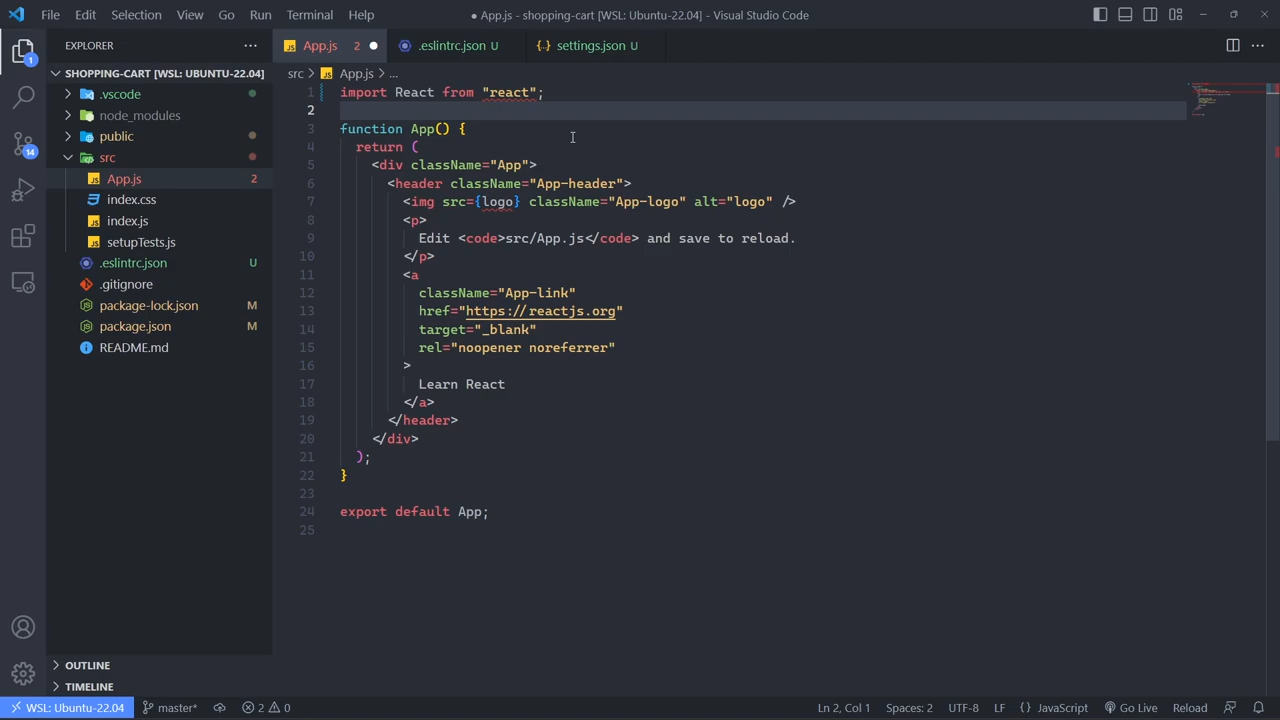 File Edit Selection View Go Run Terminal Help
● App.js - shopping-cart [WSL: Ubuntu-22.04] - Visual Studio Code
EXPLORER
SHOPPING-CART [WSL: UBUNTU-22.04]
.vscode
node_modules
public
src
App.js 2
index.css
index.js
setupTests.js
.eslintrc.json U
.gitignore
package-lock.json M
package.json M
README.md
OUTLINE
TIMELINE
1
14
App.js 2 .eslintrc.json U settings.json U
src > App.js > ...
1 import React from "react";
2
3 function App() {
4 return (
5 <div className="App">
6 <header className="App-header">
7 <img src={logo} className="App-logo" alt="logo" />
8 <p>
9 Edit <code>src/App.js</code> and save to reload.
10 </p>
11 <a
12 className="App-link"
13 href="https://reactjs.org"
14 target="_blank"
15 rel="noopener noreferrer"
16 >
17 Learn React
18 </a>
19 </header>
20 </div>
21 );
22 }
23
24 export default App;
25
WSL: Ubuntu-22.04 master* 2 0 Ln 2, Col 1 Spaces: 2 UTF-8 LF {} JavaScript Go Live Reload